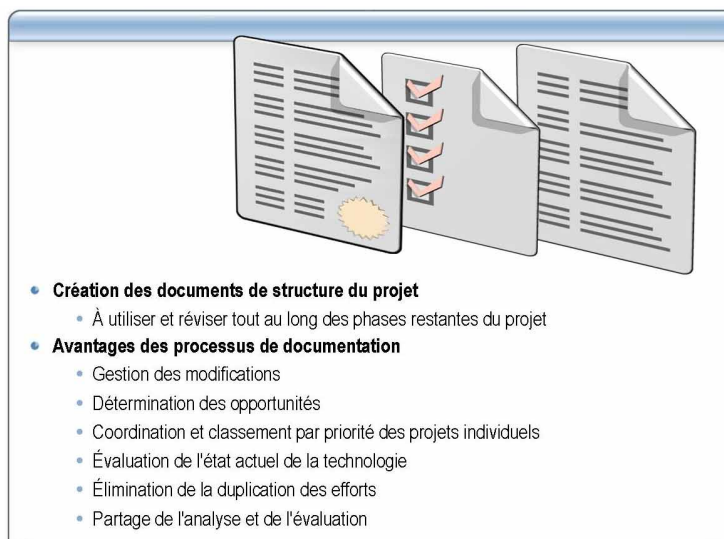 Création des documents de structure du projet
À utiliser et réviser tout au long des phases restantes du projet
Avantages des processus de documentation
Gestion des modifications
Détermination des opportunités
Coordination et classement par priorité des projets individuels
Évaluation de l'état actuel de la technologie
Élimination de la duplication des efforts
Partage de l'analyse et de l'évaluation